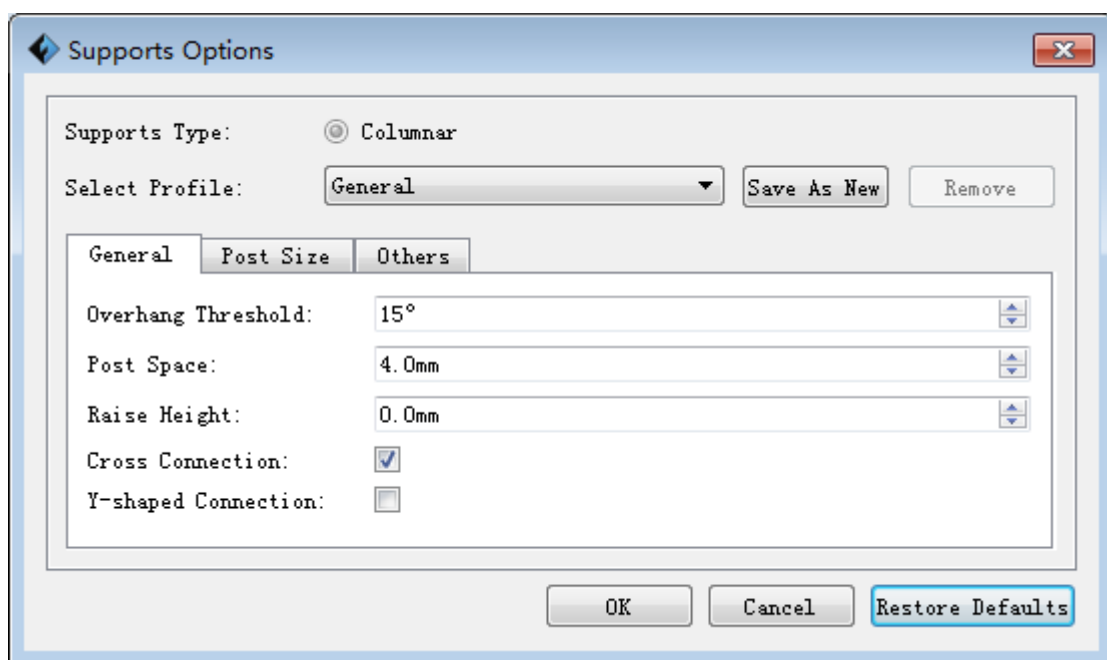 Supports Options
Supports Type: Columnar
Select Profile: General Save As New Remove
General Post Size Others
Overhang Threshold: 15°
Post Space: 4.0mm
Raise Height: 0.0mm
Cross Connection:
Y-shaped Connection:
OK Cancel Restore Defaults